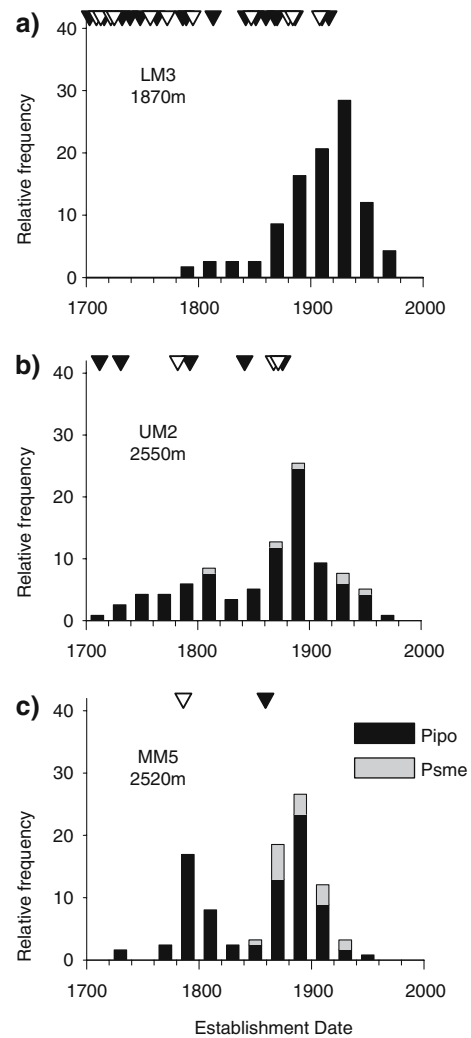 a)
LM3
1870m
Relative frequency
40
30
20
10
0
1700 1800 1900 2000
b)
UM2
2550m
Relative frequency
40
30
20
10
0
1700 1800 1900 2000
c)
MM5
2520m
Pipo
Psme
Relative frequency
40
30
20
10
0
1700 1800 1900 2000
Establishment Date